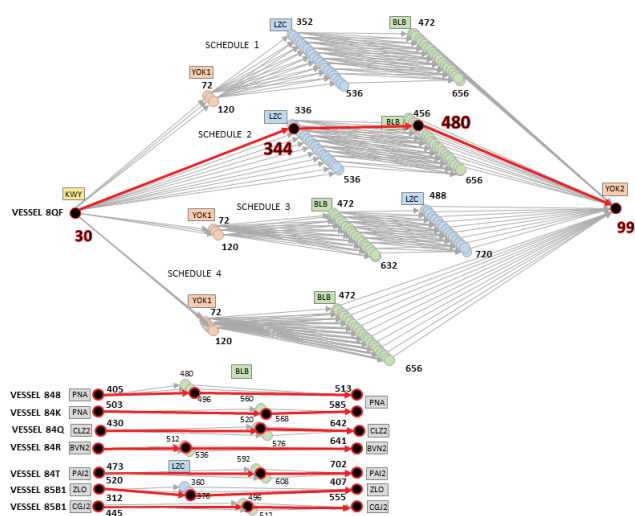 LZC 352
BLB 472
SCHEDULE 1
YOK1
72
120
536
656
LZC 336
BLB 456
480
SCHEDULE 2
344
536
656
KWY
YOK2
VESSEL 8QF
30
99
SCHEDULE 3
YOK1
72
120
BLB 472
LZC 488
632
720
SCHEDULE 4
YOK1
72
120
BLB 472
656
BLB
VESSEL 848 PNA 405 480 496 513
PNA
VESSEL 84K PNA 503 560 568 585
VESSEL 84Q CLZ2 430 520 576 642 CLZ2
VESSEL 84R BVN2 512 536 641 BVN2
VESSEL 84T PAI2 473 LZC 592 608 702 PAI2
VESSEL 85B1 ZLO 520 360 376 407 ZLO
VESSEL 85B1 CGJ2 312 496 512 555 CGJ2
445